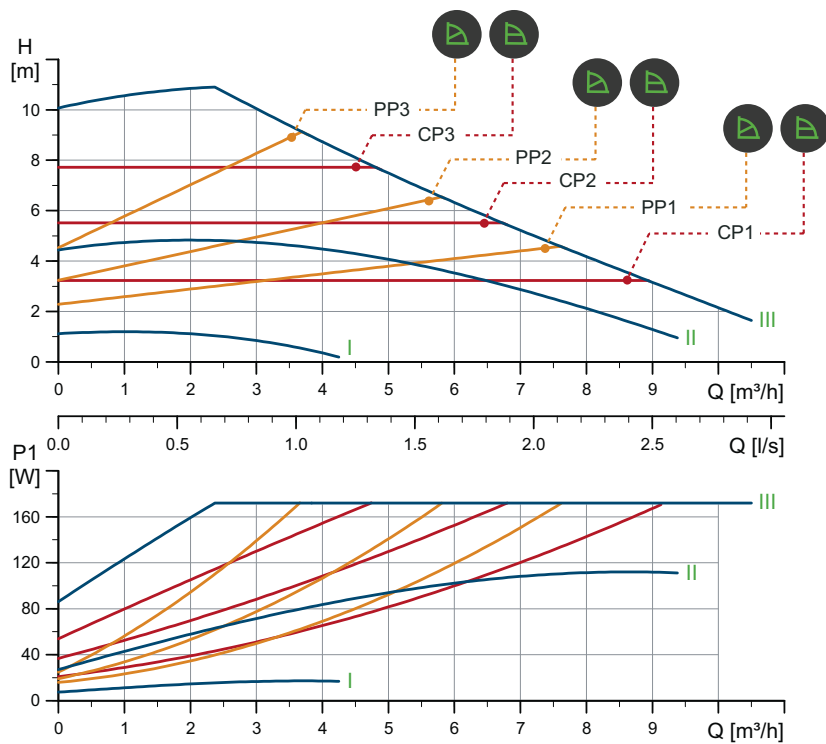 H
[m]
10
8
6
4
2
0
PP3
CP3
PP2
CP2
PP1
CP1
III
II
I
0 1 2 3 4 5 6 7 8 9 Q [m³/h]
0.0 0.5 1.0 1.5 2.0 2.5 Q [l/s]
P1
[W]
160
120
80
40
0
III
II
I
0 1 2 3 4 5 6 7 8 9 Q [m³/h]